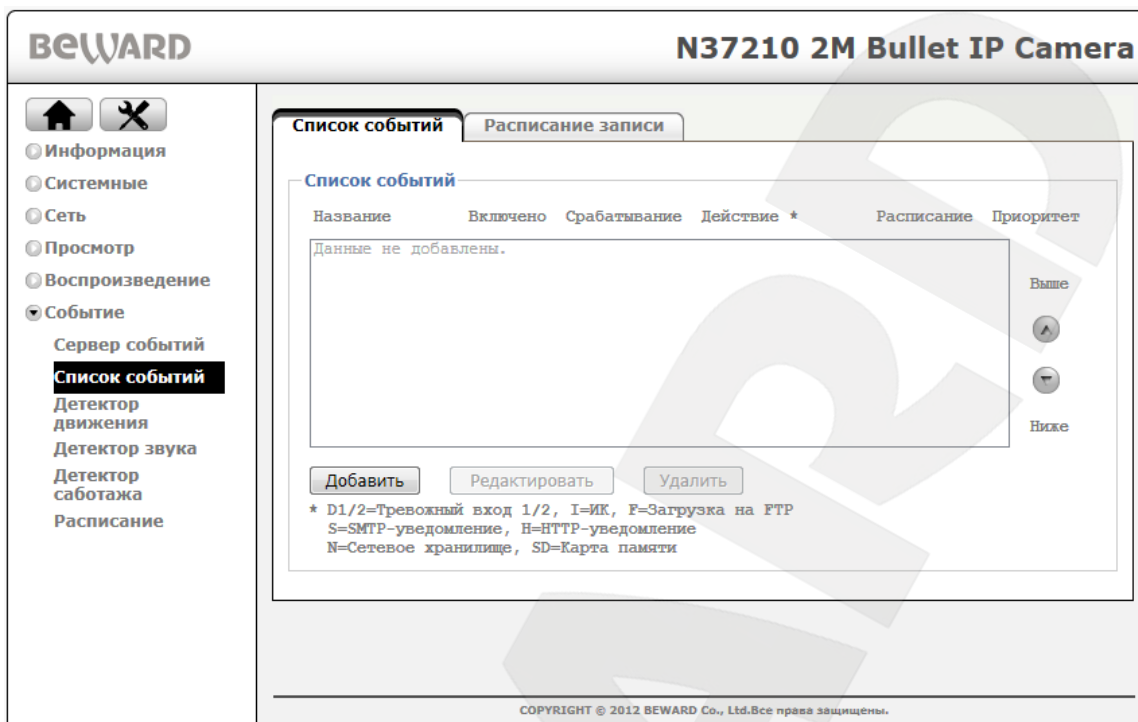 BEWARD
N37210 2M Bullet IP Camera
Информация
Системные
Сеть
Просмотр
Воспроизведение
Событие
Сервер событий
Список событий
Детектор
движения
Детектор звука
Детектор
саботажа
Расписание
Список событий Расписание записи
Список событий
Название Включено Срабатывание Действие * Расписание Приоритет
Данные не добавлены.
Выше
Ниже
Добавить Редактировать Удалить
* D1/2=Тревожный вход 1/2, I=ИК, F=Загрузка на FTP
S=SMTP-уведомление, H=HTTP-уведомление
N=Сетевое хранилище, SD=Карта памяти
COPYRIGHT © 2012 BEWARD Co., Ltd.Все права защищены.